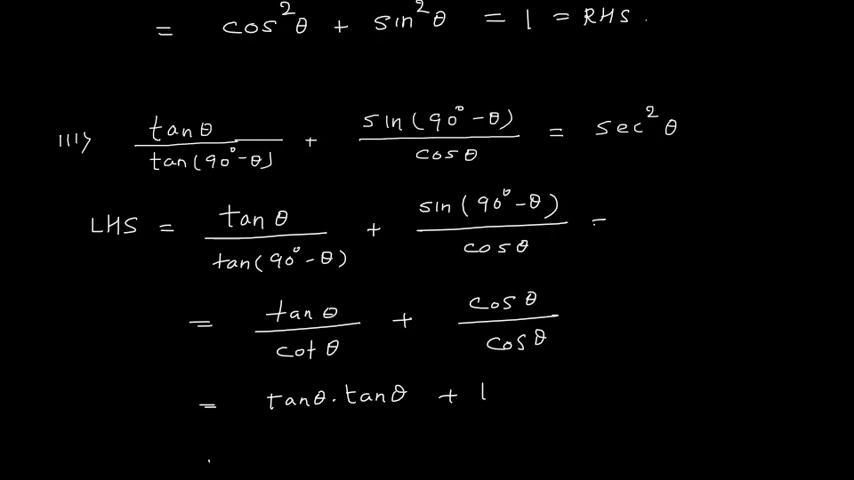 = cos²θ + sin²θ = 1 = RHS.
III) tanθ/tan(90°-θ) + sin(90°-θ)/cosθ = sec²θ
LHS = tanθ/tan(90°-θ) + sin(90°-θ)/cosθ =
= tanθ/cotθ + cosθ/cosθ
= tanθ.tanθ + 1